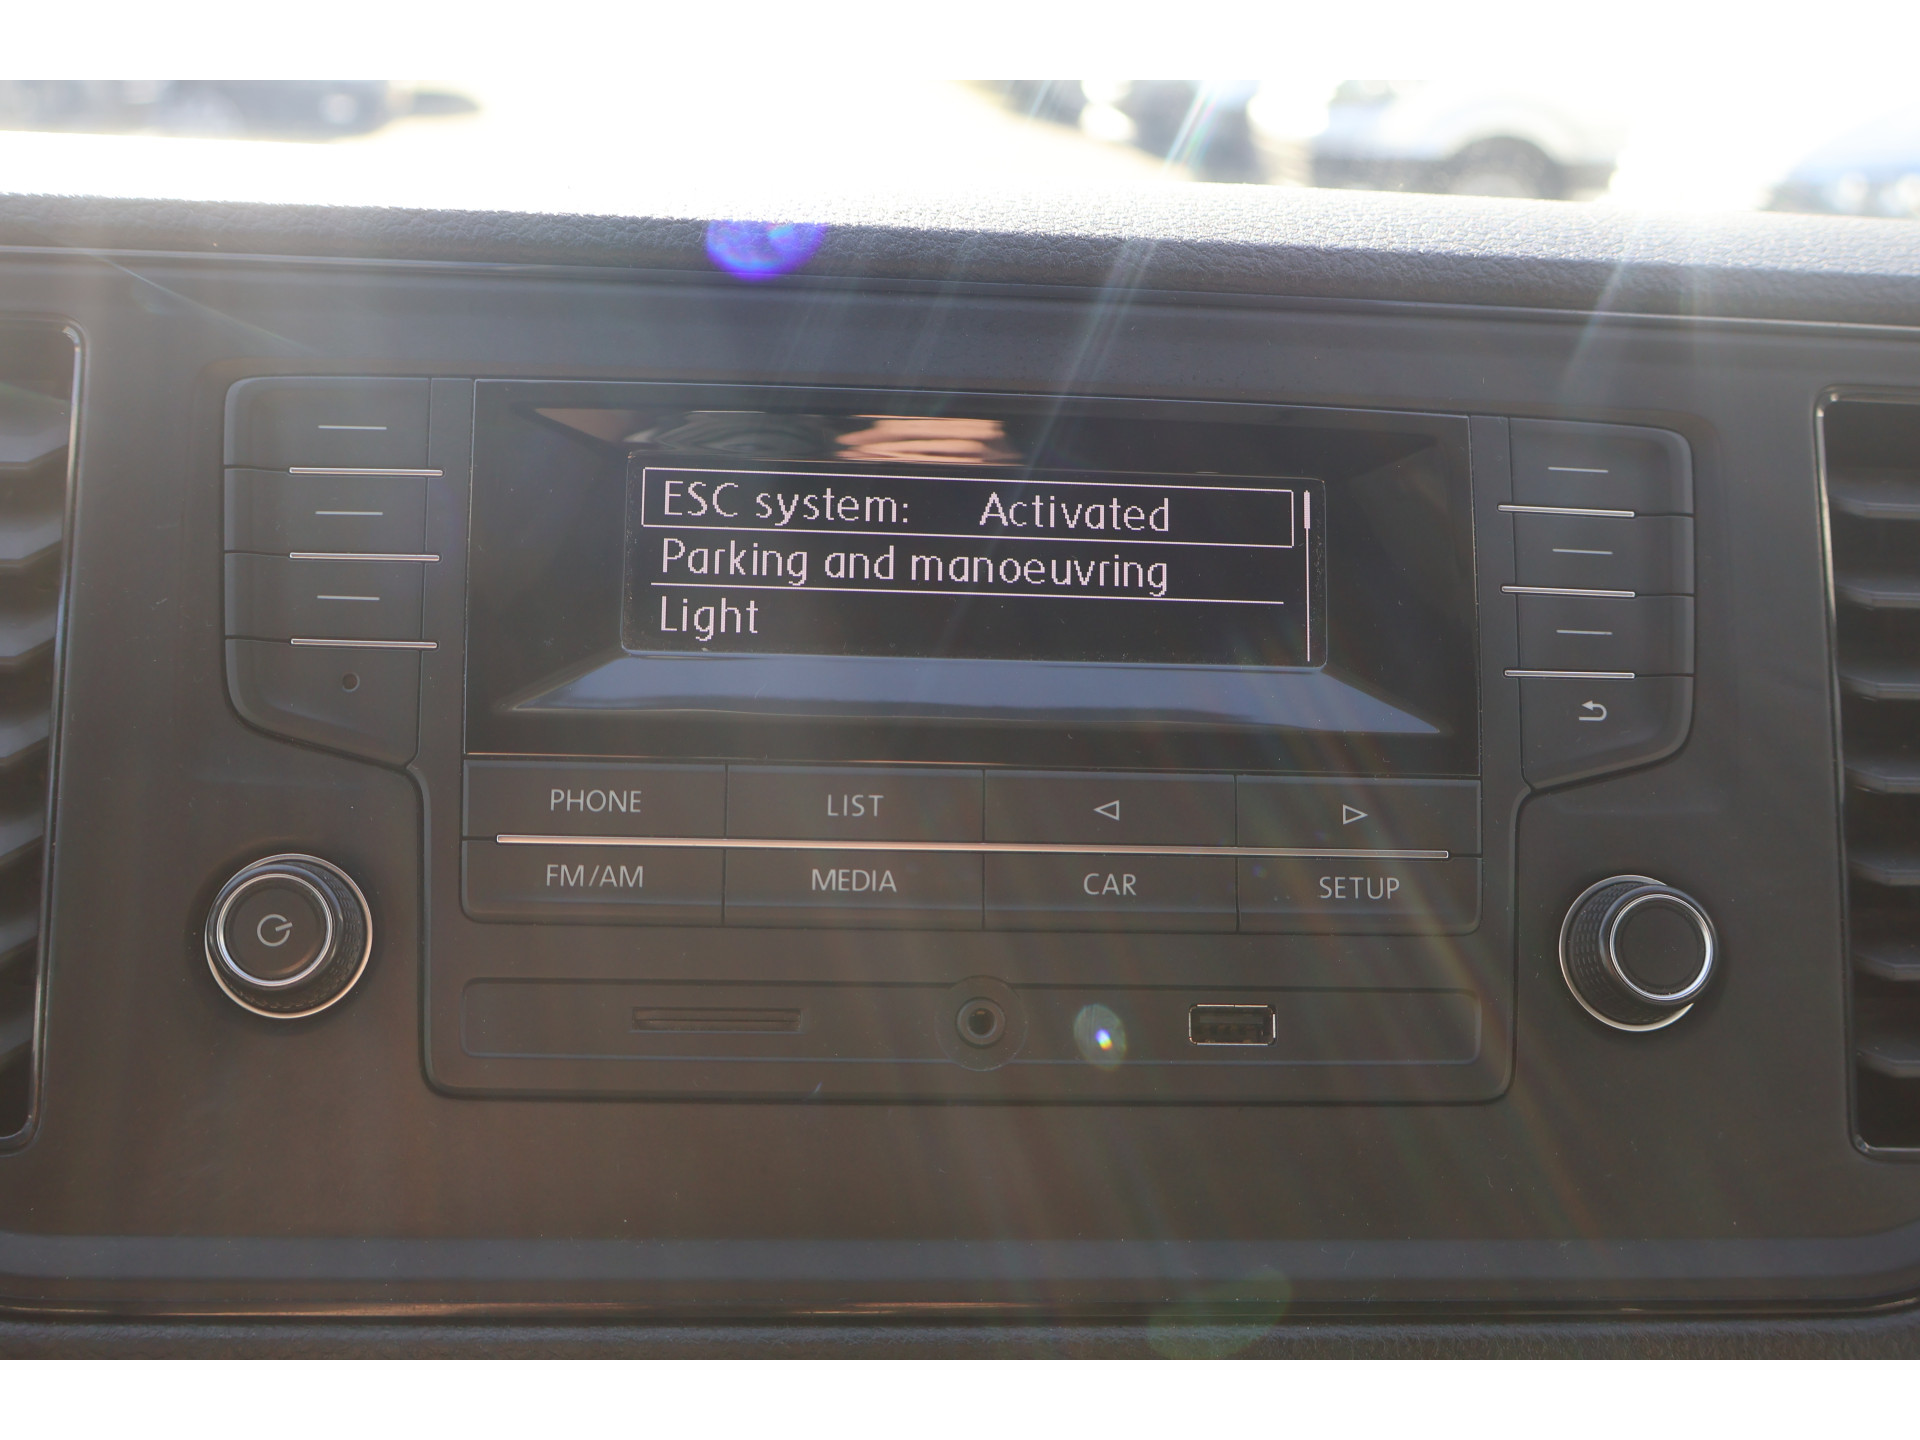 ESC system: Activated
Parking and manoeuvring
Light
PHONE LIST
FM/AM MEDIA CAR SETUP